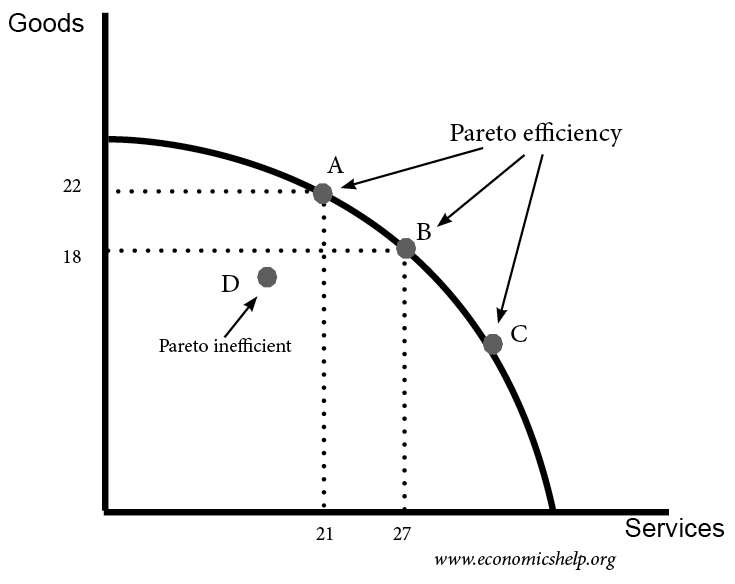 Goods
Pareto efficiency
A
22
B
18
D
C
Pareto inefficient
21
27
Services
www.economicshelp.org